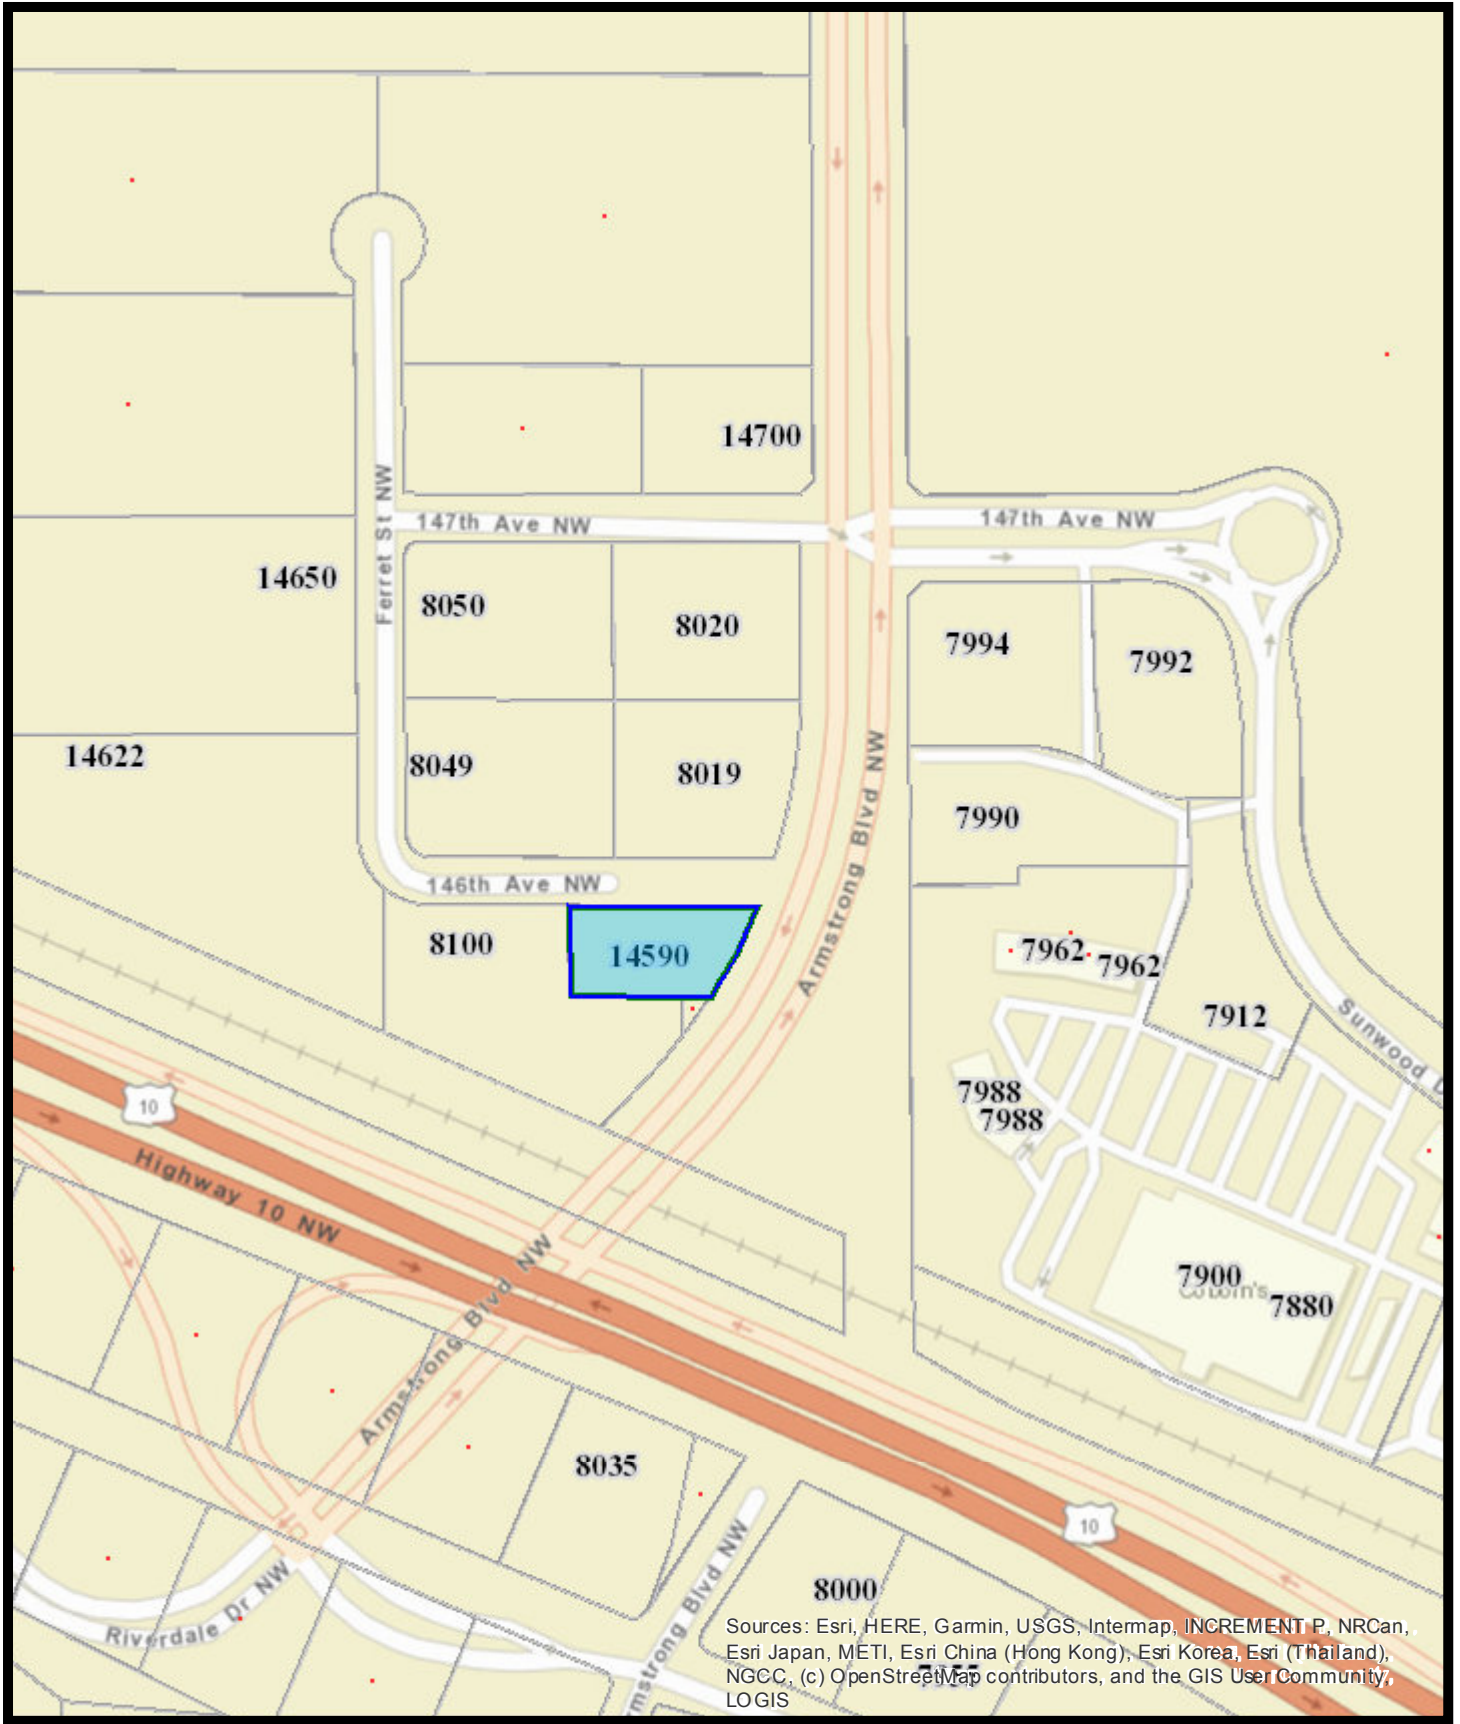 14700
Ferret St NW
147th Ave NW
147th Ave NW
14650
8050
8020
7994
7992
14622
8049
8019
Armstrong Blvd NW
7990
146th Ave NW
8100
14590
7962
7962
7912
Sunwood D
7988
7988
10
Highway 10 NW
7900
Coborn's
7880
Armstrong Blvd NW
8035
10
Riverdale Dr NW
rmstrong Blvd NW
8000
Sources: Esri, HERE, Garmin, USGS, Intermap, INCREMENT P, NRCan,
Esri Japan, METI, Esri China (Hong Kong), Esri Korea, Esri (Thailand),
NGCC, (c) OpenStreetMap contributors, and the GIS User Community,
LOGIS